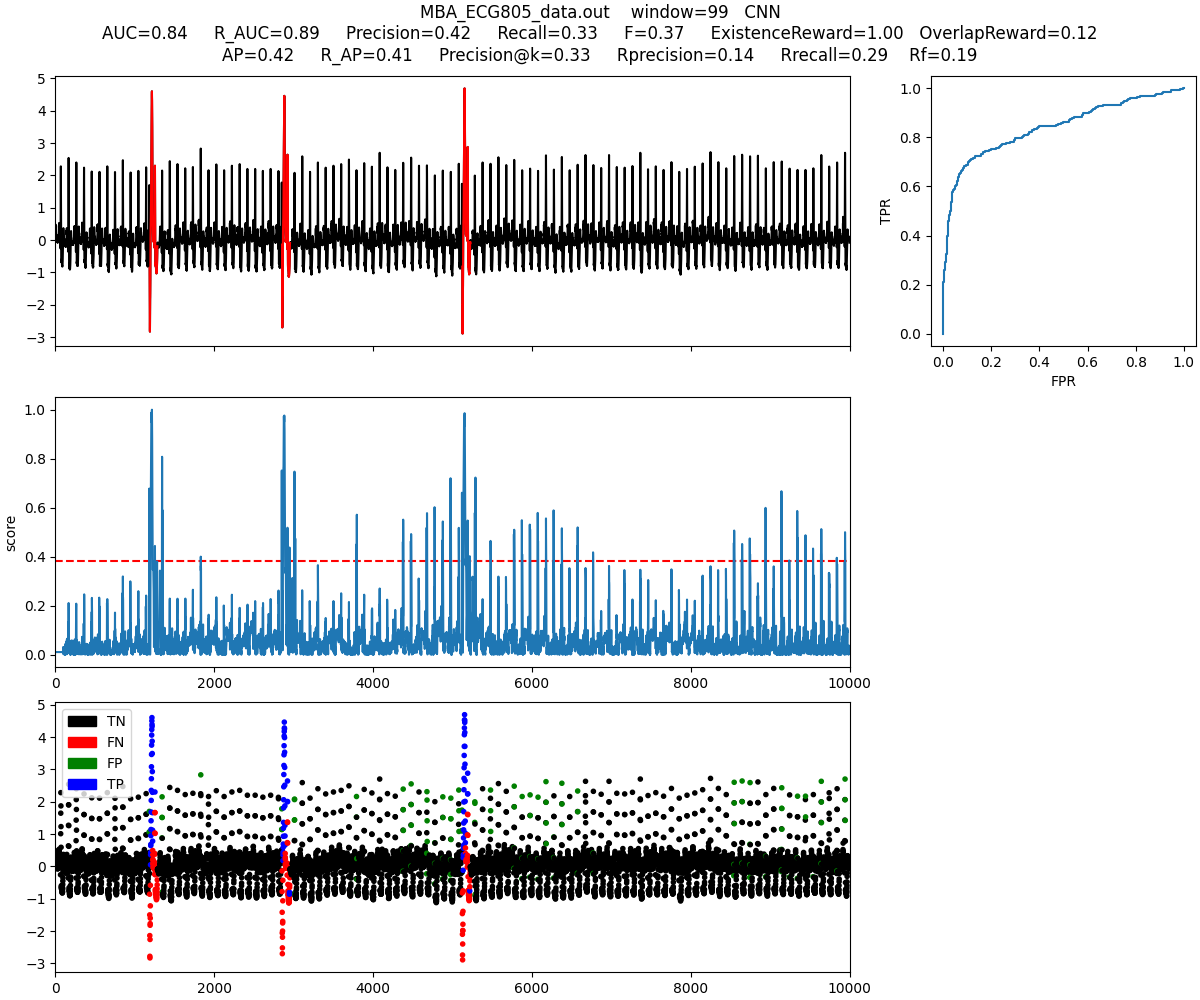 MBA_ECG805_data.out window=99 CNN
AUC=0.84 R_AUC=0.89 Precision=0.42 Recall=0.33 F=0.37 ExistenceReward=1.00 OverlapReward=0.12
AP=0.42 R_AP=0.41 Precision@k=0.33 Rprecision=0.14 Rrecall=0.29 Rf=0.19
5
4
3
2
1
0
−1
−2
−3
1.0
0.8
0.6
0.4
0.2
0.0
TPR
0.0 0.2 0.4 0.6 0.8 1.0
FPR
1.0
0.8
0.6
0.4
0.2
0.0
score
0 2000 4000 6000 8000 10000
5
4
3
2
1
0
−1
−2
−3
TN
FN
FP
TP
0 2000 4000 6000 8000 10000